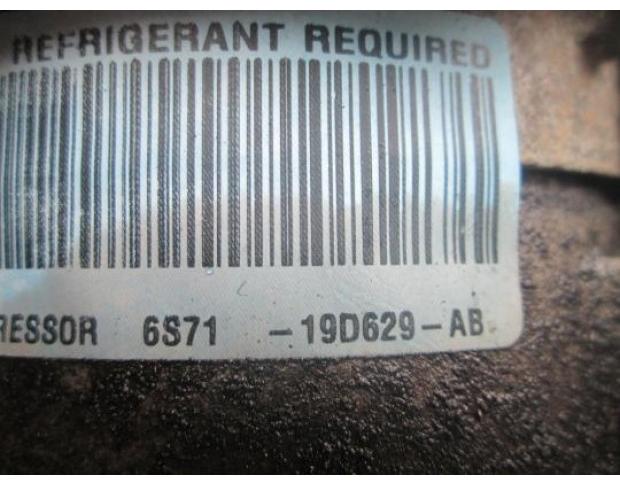 REFRIGERANT REQUIRED
RESSOR 6S71 -19D629-AB